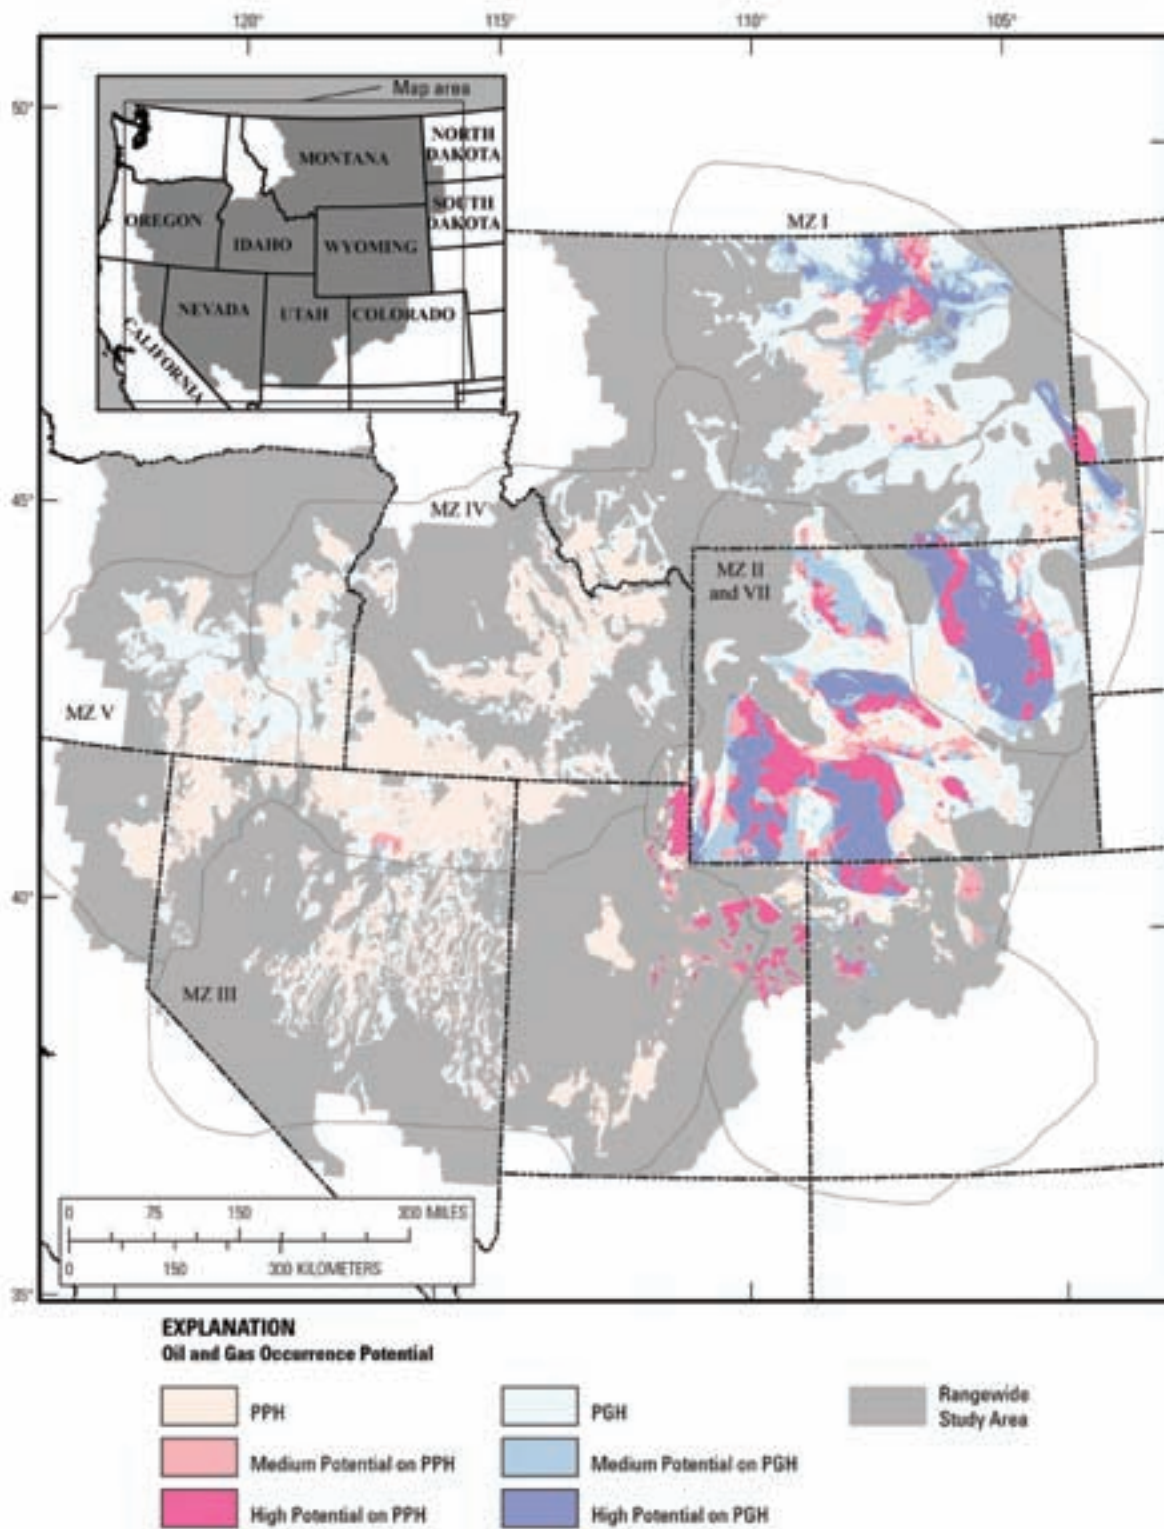 120°
115°
110°
105°
50°
Map area
NORTH
DAKOTA
MONTANA
SOUTH
DAKOTA
OREGON
IDAHO
WYOMING
NEVADA
UTAH
COLORADO
CALIFORNIA
MZ I
45°
MZ IV
MZ II
and VII
MZ V
40°
MZ III
0 75 150 300 MILES
0 150 300 KILOMETERS
35°
EXPLANATION
Oil and Gas Occurrence Potential
PPH
PGH
Rangewide
Study Area
Medium Potential on PPH
Medium Potential on PGH
High Potential on PPH
High Potential on PGH